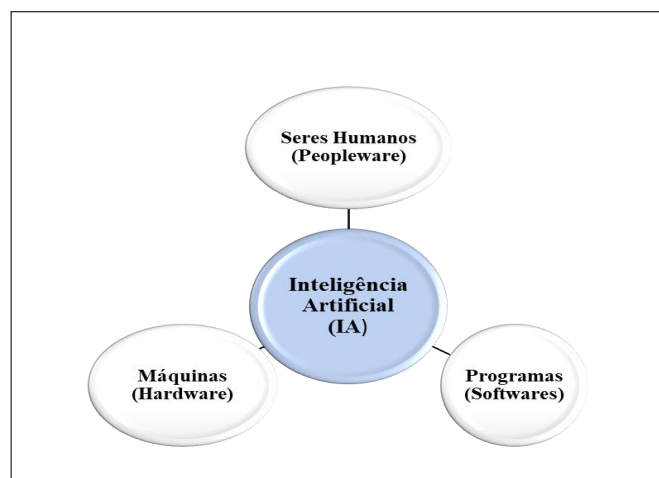 Seres Humanos
(Peopleware)
Inteligência
Artificial
(IA)
Máquinas
(Hardware)
Programas
(Softwares)